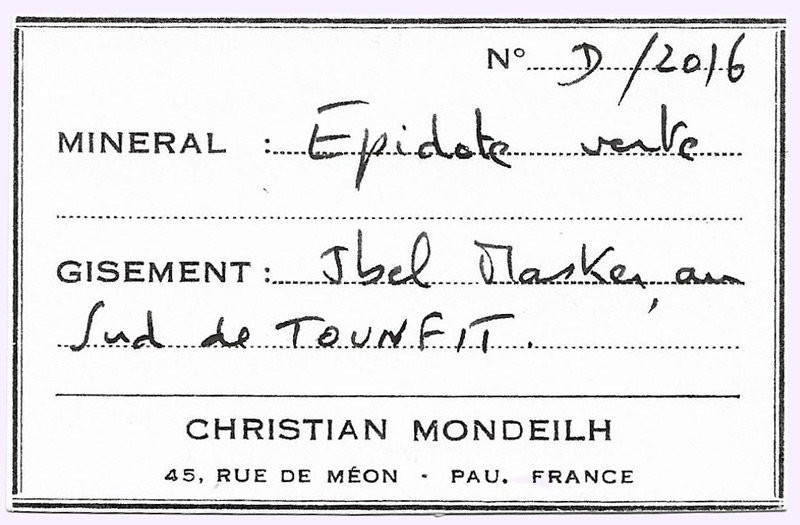 N° D/2016
MINERAL : Epidote verte
GISEMENT : Jbel Masker, au
Sud de TOUNFIT.
CHRISTIAN MONDEILH
45, RUE DE MÉON - PAU. FRANCE